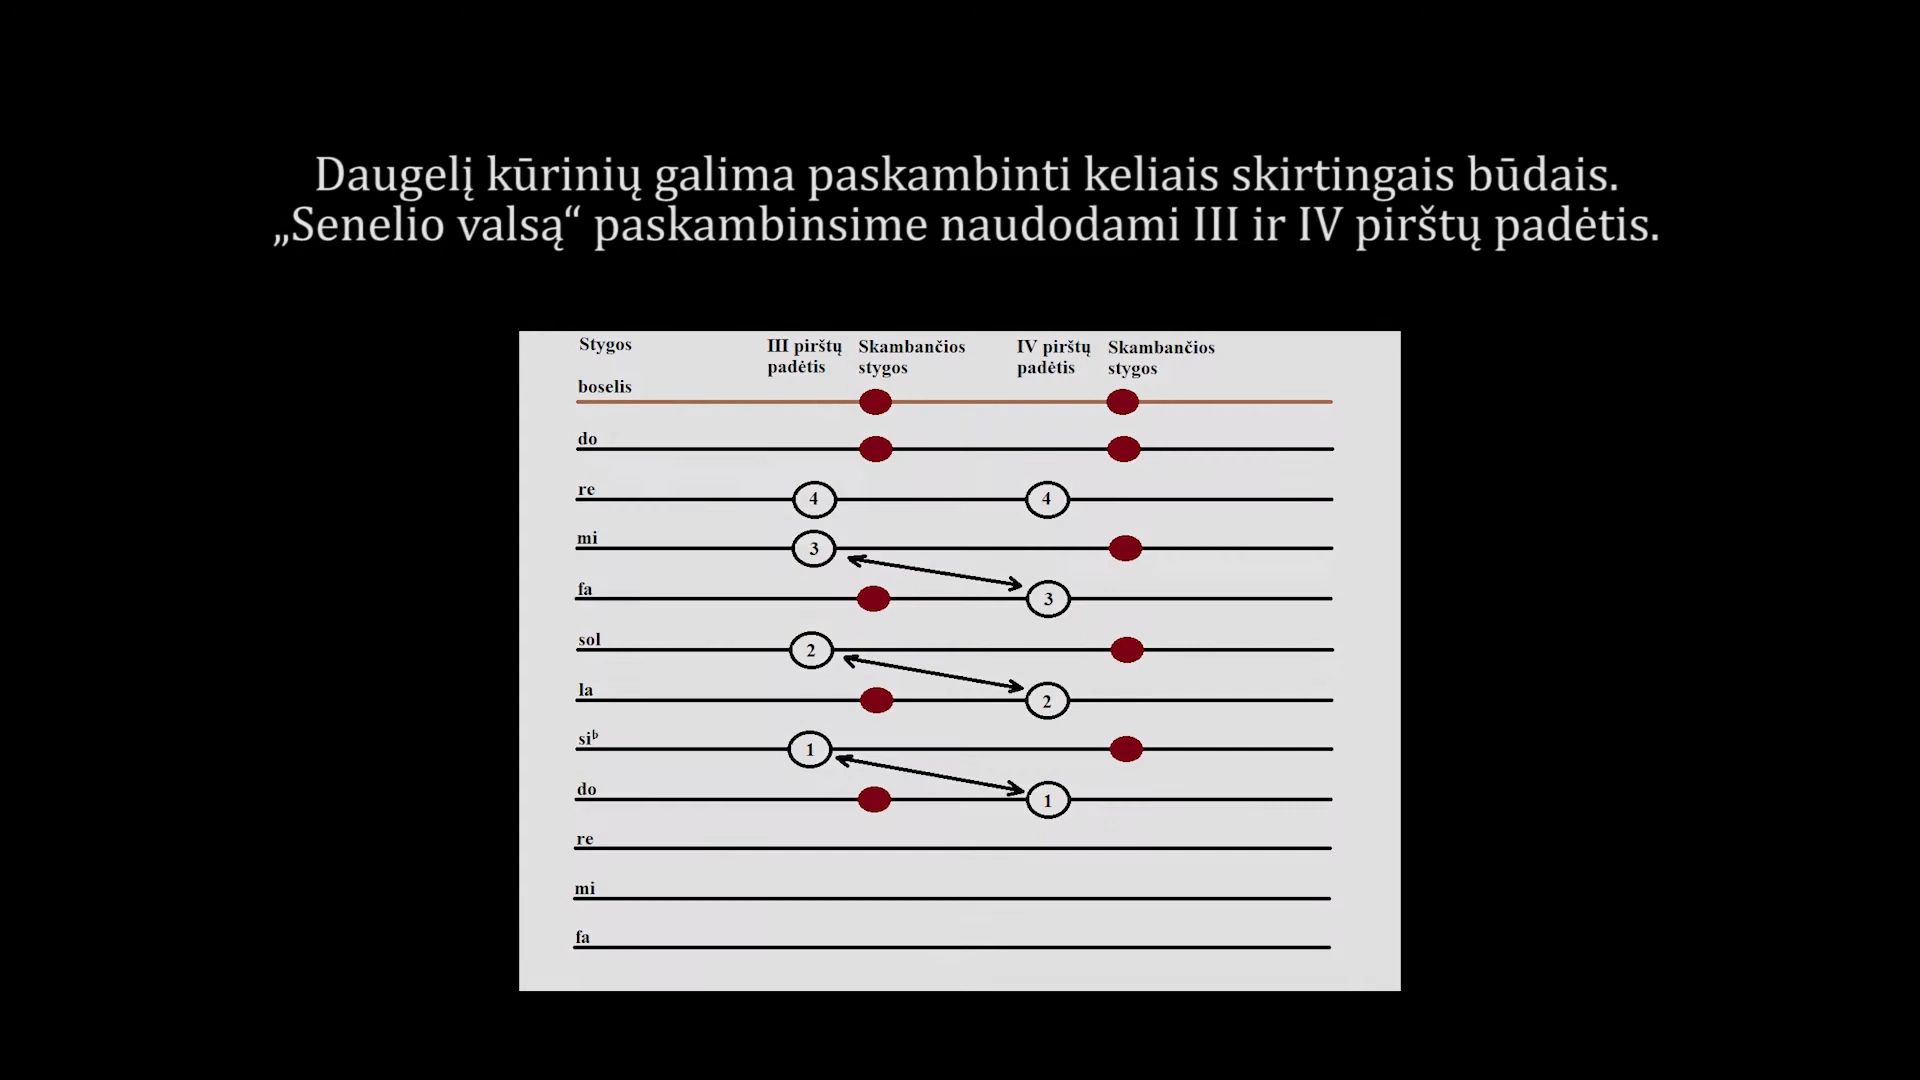 Daugelį kūrinių galima paskambinti keliais skirtingais būdais.
„Senelio valsą“ paskambinsime naudodami III ir IV pirštų padėtis.
Stygos
III pirštų padėtis
Skambančios stygos
IV pirštų padėtis
Skambančios stygos
boselis
do
re
4
4
mi
3
fa
3
sol
2
la
2
si♭
1
do
1
re
mi
fa